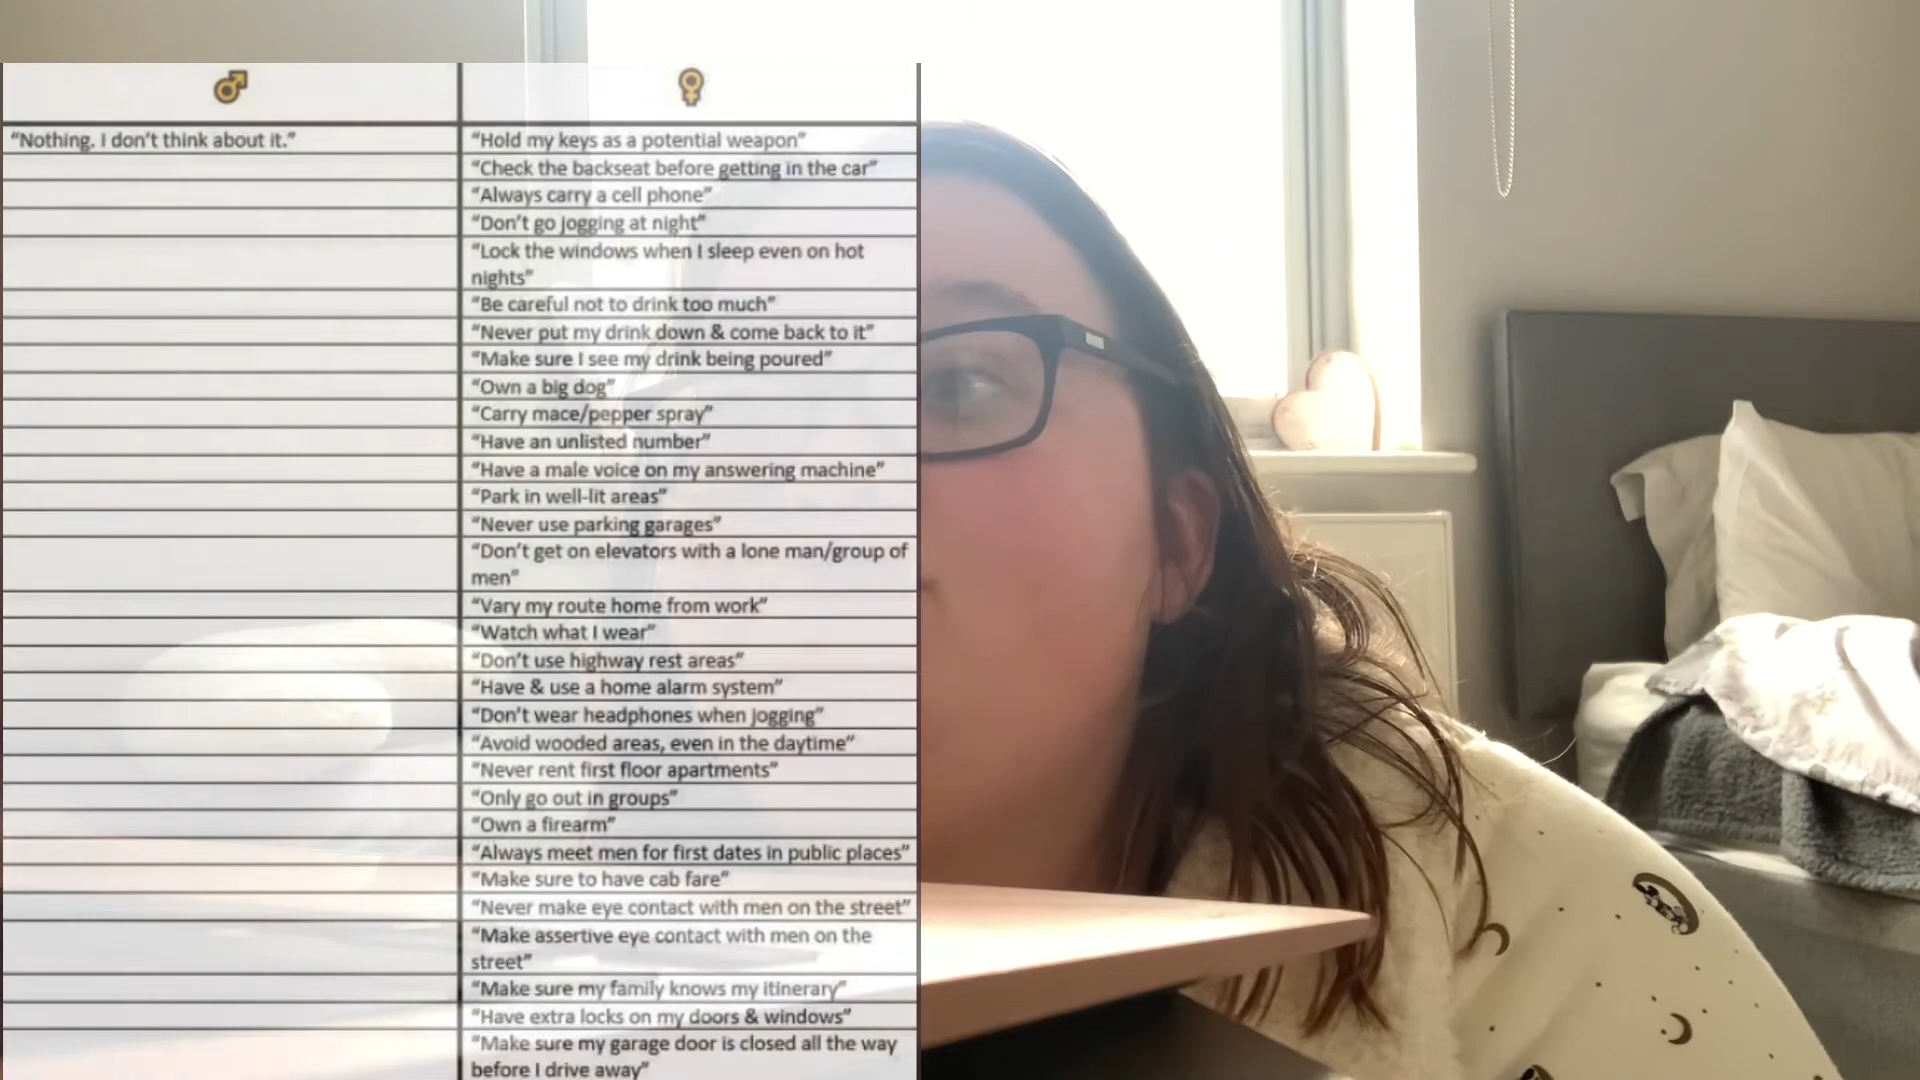 “Nothing. I don’t think about it.”
“Hold my keys as a potential weapon”
“Check the backseat before getting in the car”
“Always carry a cell phone”
“Don’t go jogging at night”
“Lock the windows when I sleep even on hot
nights”
“Be careful not to drink too much”
“Never put my drink down & come back to it”
“Make sure I see my drink being poured”
“Own a big dog”
“Carry mace/pepper spray”
“Have an unlisted number”
“Have a male voice on my answering machine”
“Park in well-lit areas”
“Never use parking garages”
“Don’t get on elevators with a lone man/group of
men”
“Vary my route home from work”
“Watch what I wear”
“Don’t use highway rest areas”
“Have & use a home alarm system”
“Don’t wear headphones when jogging”
“Avoid wooded areas, even in the daytime”
“Never rent first floor apartments”
“Only go out in groups”
“Own a firearm”
“Always meet men for first dates in public places”
“Make sure to have cab fare”
“Never make eye contact with men on the street”
“Make assertive eye contact with men on the
street”
“Make sure my family knows my itinerary”
“Have extra locks on my doors & windows”
“Make sure my garage door is closed all the way
before I drive away”